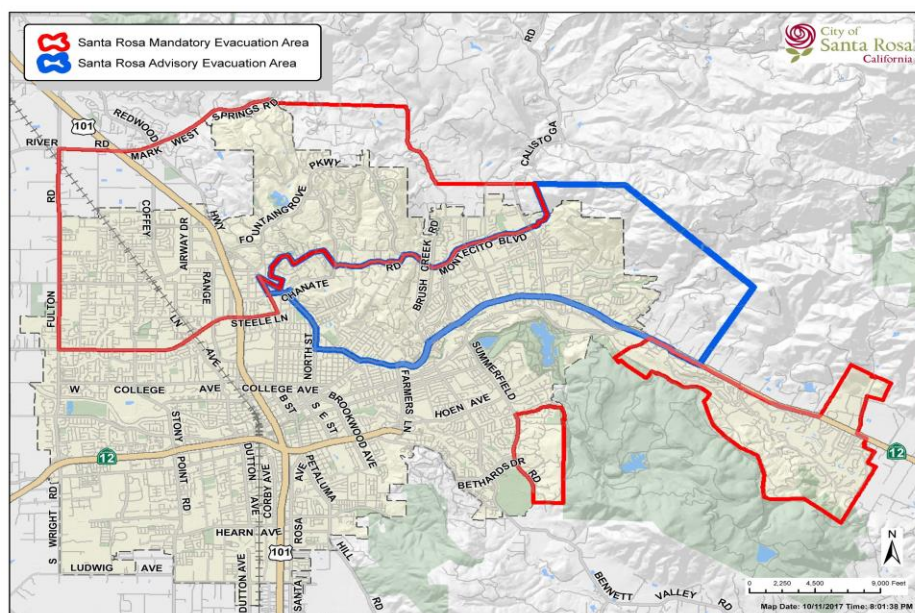 Santa Rosa Mandatory Evacuation Area
Santa Rosa Advisory Evacuation Area
City of
Santa Rosa
California
RD
101
REDWOOD
SPRINGS RD
MARK WEST
RIVER RD
CALISTOGA
PKWY
FOUNTAINGROVE
RD
COFFEY
AIRWAY DR
HWY
RANGE
BRUSH CREEK RD
MONTECITO BLVD
RD
CHANATE
FULTON
STEELE LN
LN
AVE
NORTH ST
SUMMERFIELD
FARMERS LN
W COLLEGE AVE
COLLEGE AVE
B ST
S E ST
BROOKWOOD AVE
HOEN AVE
STONY POINT RD
12
12
DUTTON AVE
CORBY AVE
PETALUMA
AVE
BETHARDS DR
RD
S WRIGHT RD
HEARN AVE
101
SANTA ROSA
HILL
RD
LUDWIG AVE
DUTTON AVE
BENNETT VALLEY RD
N
0 2,250 4,500 9,000 Feet
Map Date: 10/11/2017 Time: 8:01:38 PM